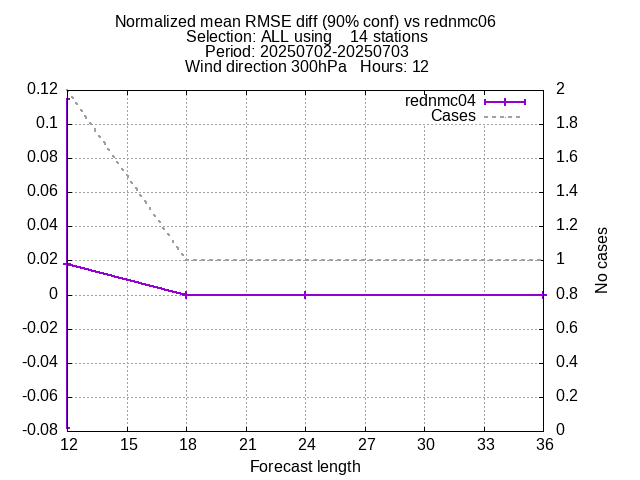 Normalized mean RMSE diff (90% conf) vs rednmc06
Selection: ALL using    14 stations
Period: 20250702-20250703
Wind direction 300hPa   Hours: 12
rednmc04
Cases
0.12
0.1
0.08
0.06
0.04
0.02
0
-0.02
-0.04
-0.06
-0.08
2
1.8
1.6
1.4
1.2
1
0.8
0.6
0.4
0.2
0
No cases
12 15 18 21 24 27 30 33 36
Forecast length